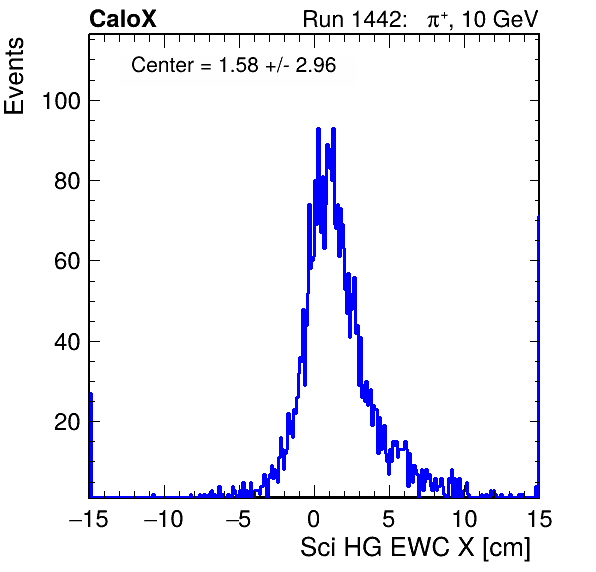 CaloX
Run 1442: π+, 10 GeV
Events
Center = 1.58 +/- 2.96
100
80
60
40
20
−15 −10 −5 0 5 10 15
Sci HG EWC X [cm]